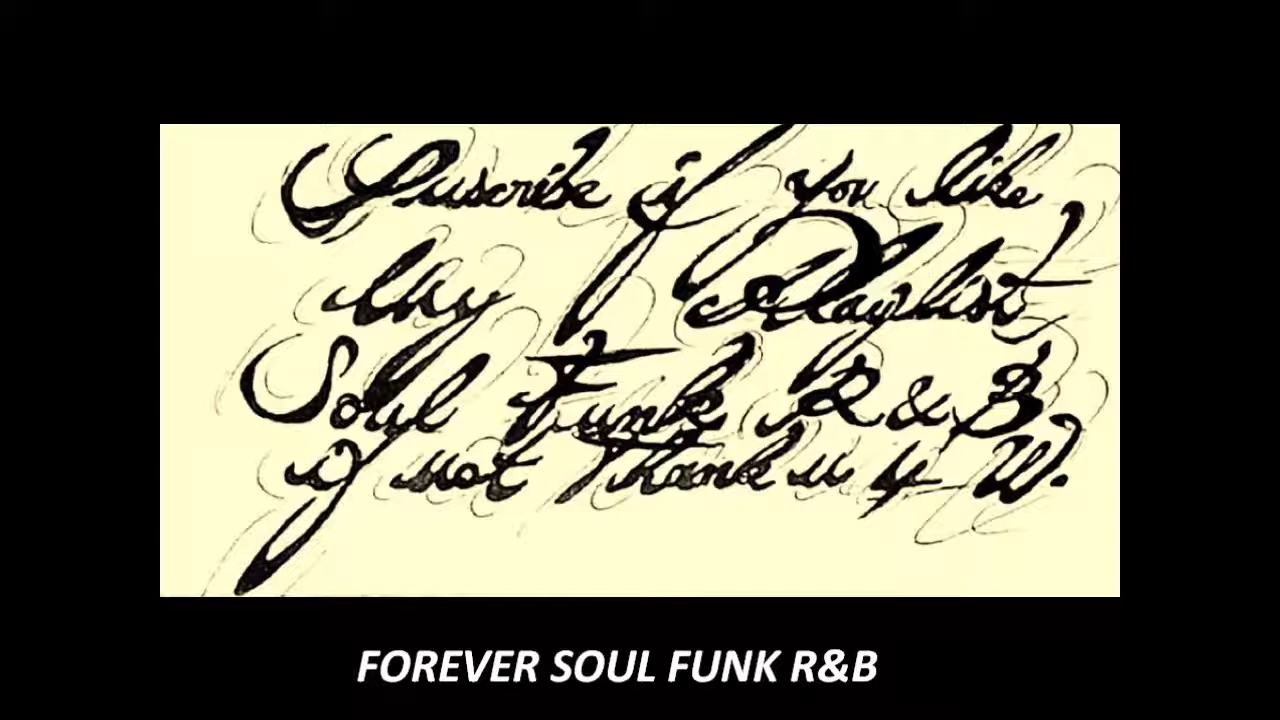 Suscribe if you like
My Playlist
Soul Funk R & B
if not Thank u 4 W.
FOREVER SOUL FUNK R&B